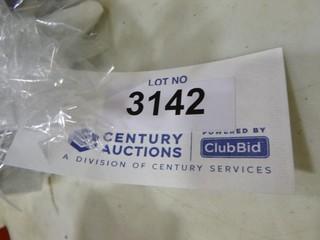 LOT NO
3142
CENTURY
AUCTIONS
POWERED BY
ClubBid
A DIVISION OF CENTURY SERVICES